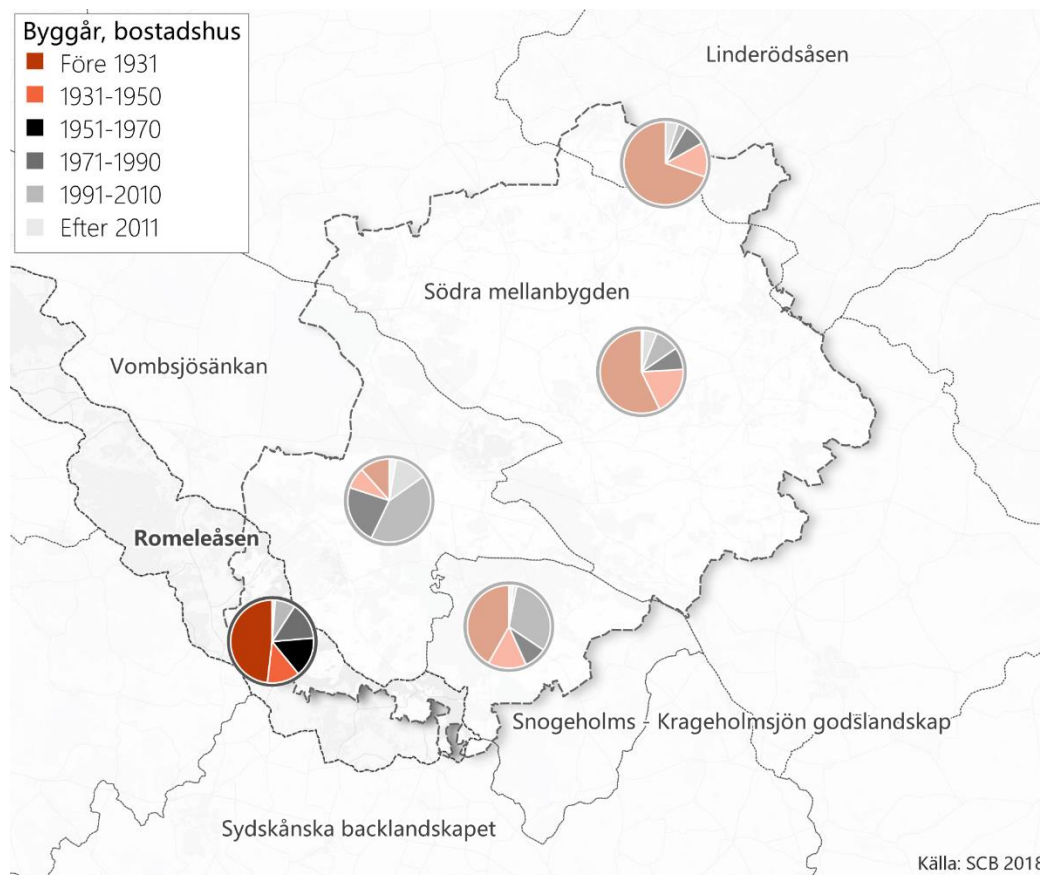 Byggår, bostadshus
Före 1931
1931-1950
1951-1970
1971-1990
1991-2010
Efter 2011
Linderödsåsen
Södra mellanbygden
Vombsjösänkan
Romeleåsen
Snogeholms - Krageholmsjön godslandskap
Sydskånska backlandskapet
Källa: SCB 2018